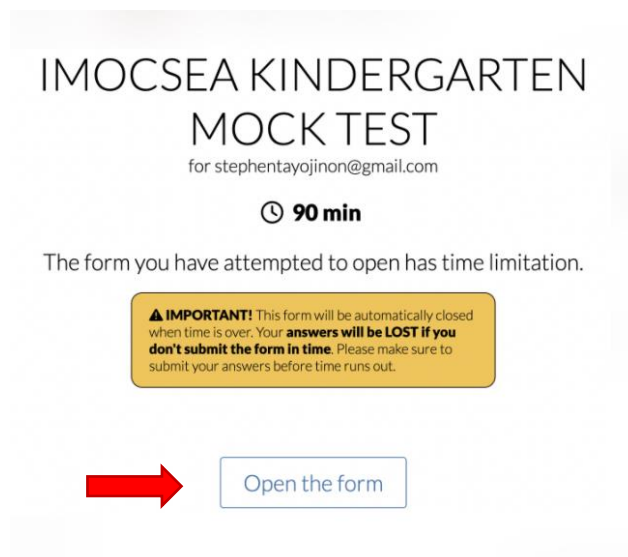 IMOCSEA KINDERGARTEN
MOCK TEST
for stephentayojinon@gmail.com
90 min
The form you have attempted to open has time limitation.
IMPORTANT! This form will be automatically closed
when time is over. Your answers will be LOST if you
don't submit the form in time. Please make sure to
submit your answers before time runs out.
Open the form